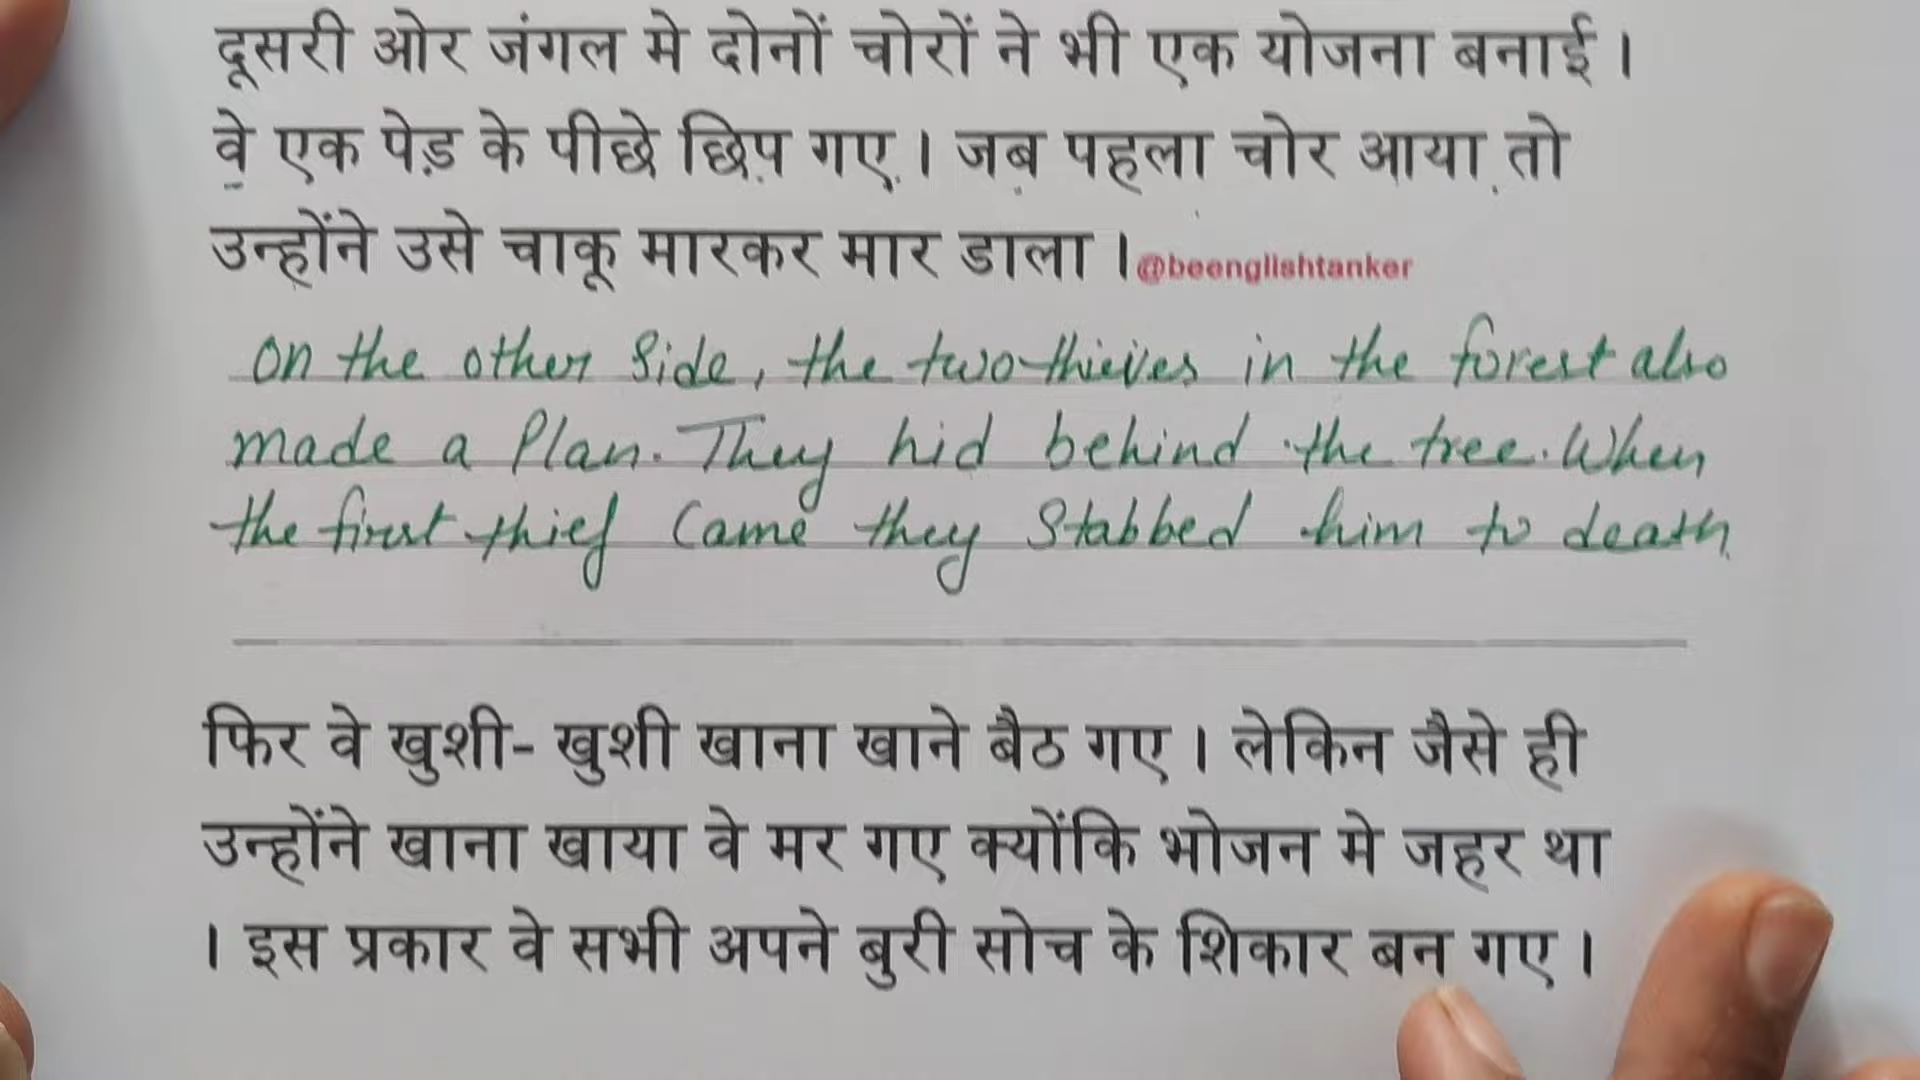 दूसरी ओर जंगल मे दोनों चोरों ने भी एक योजना बनाई ।
वे एक पेड़ के पीछे छिप गए । जब पहला चोर आया तो
उन्होंने उसे चाकू मारकर मार डाला । @beenglishtanker
on the other Side, the two thieves in the forest also
made a Plan. They hid behind the tree. When
the first thief Came they Stabbed him to death.
फिर वे खुशी- खुशी खाना खाने बैठ गए । लेकिन जैसे ही
उन्होंने खाना खाया वे मर गए क्योंकि भोजन मे जहर था
। इस प्रकार वे सभी अपने बुरी सोच के शिकार बन गए ।